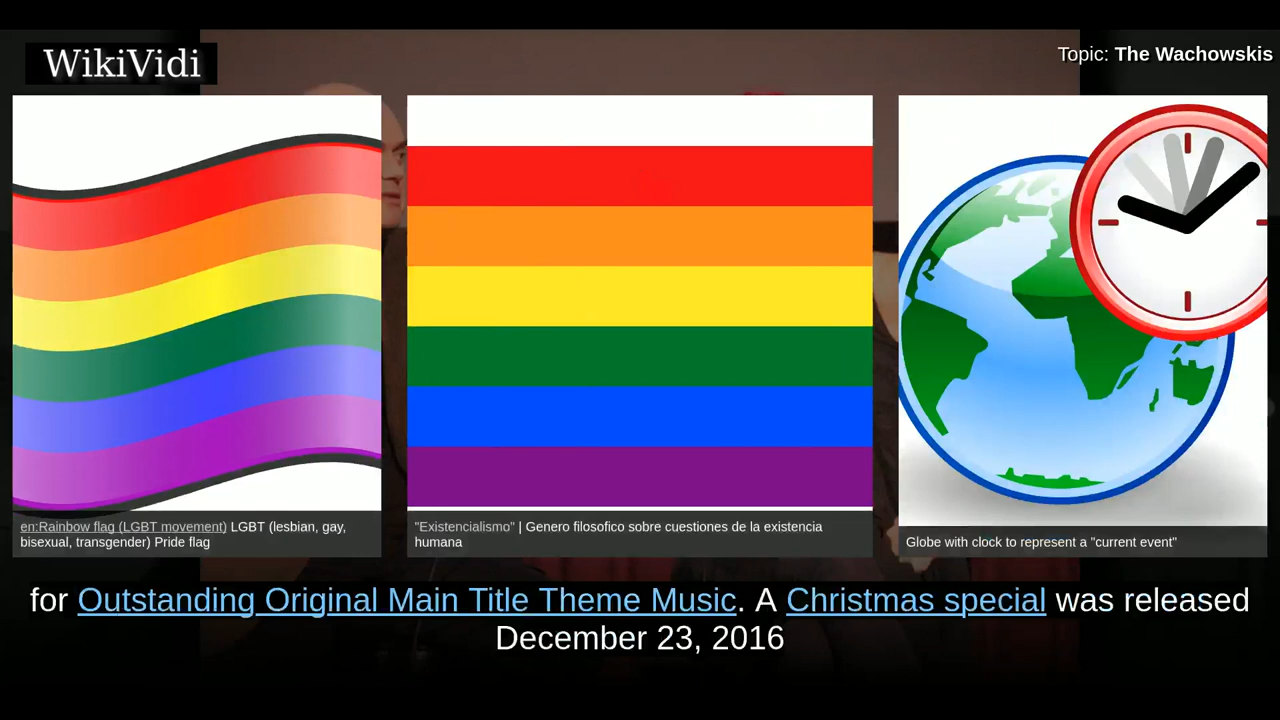 WikiVidi
Topic: The Wachowskis
en:Rainbow flag (LGBT movement) LGBT (lesbian, gay,
bisexual, transgender) Pride flag
"Existencialismo" | Genero filosofico sobre cuestiones de la existencia
humana
Globe with clock to represent a "current event"
for Outstanding Original Main Title Theme Music. A Christmas special was released
December 23, 2016